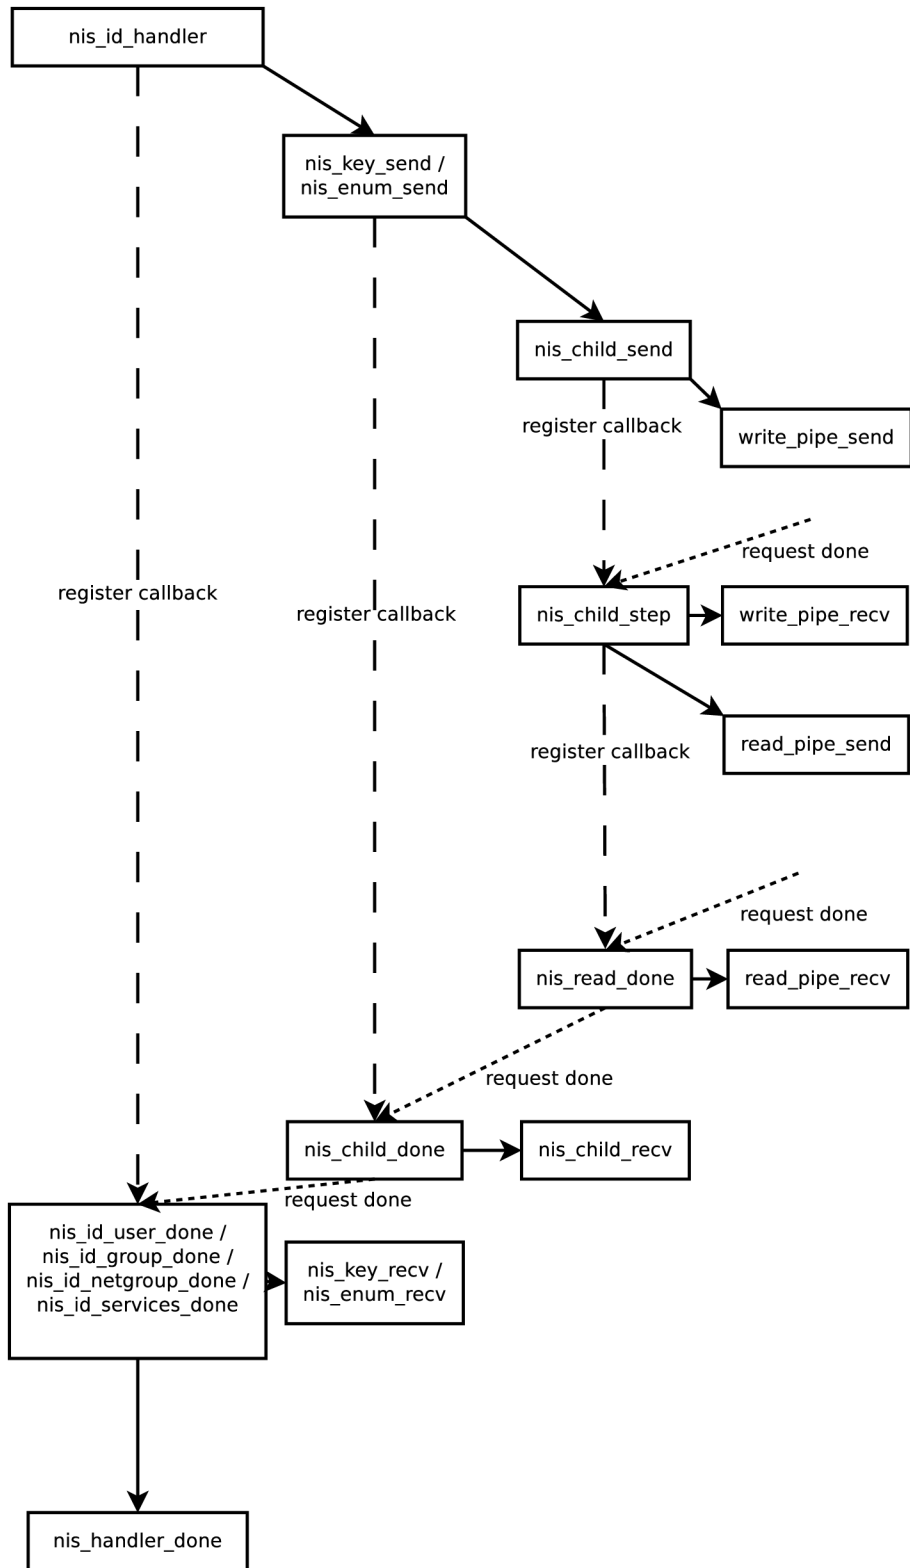 nis_id_handler
nis_key_send /
nis_enum_send
nis_child_send
register callback
write_pipe_send
request done
register callback
register callback
nis_child_step
write_pipe_recv
read_pipe_send
register callback
request done
nis_read_done
read_pipe_recv
request done
nis_child_done
nis_child_recv
request done
nis_id_user_done /
nis_id_group_done /
nis_id_netgroup_done /
nis_id_services_done
nis_key_recv /
nis_enum_recv
nis_handler_done